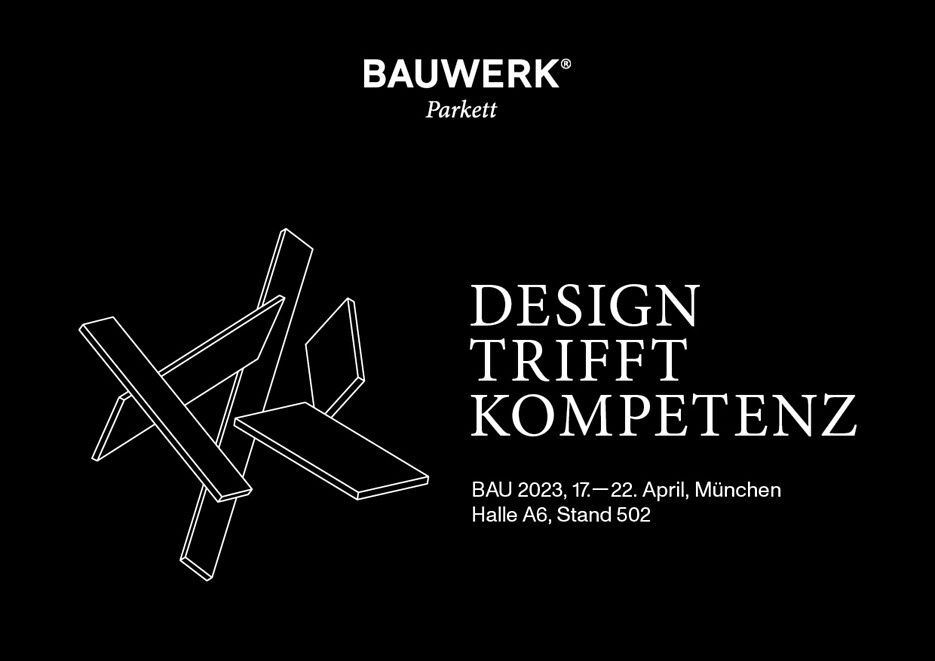 BAUWERK®
Parkett
DESIGN
TRIFFT
KOMPETENZ
BAU 2023, 17.—22. April, München
Halle A6, Stand 502